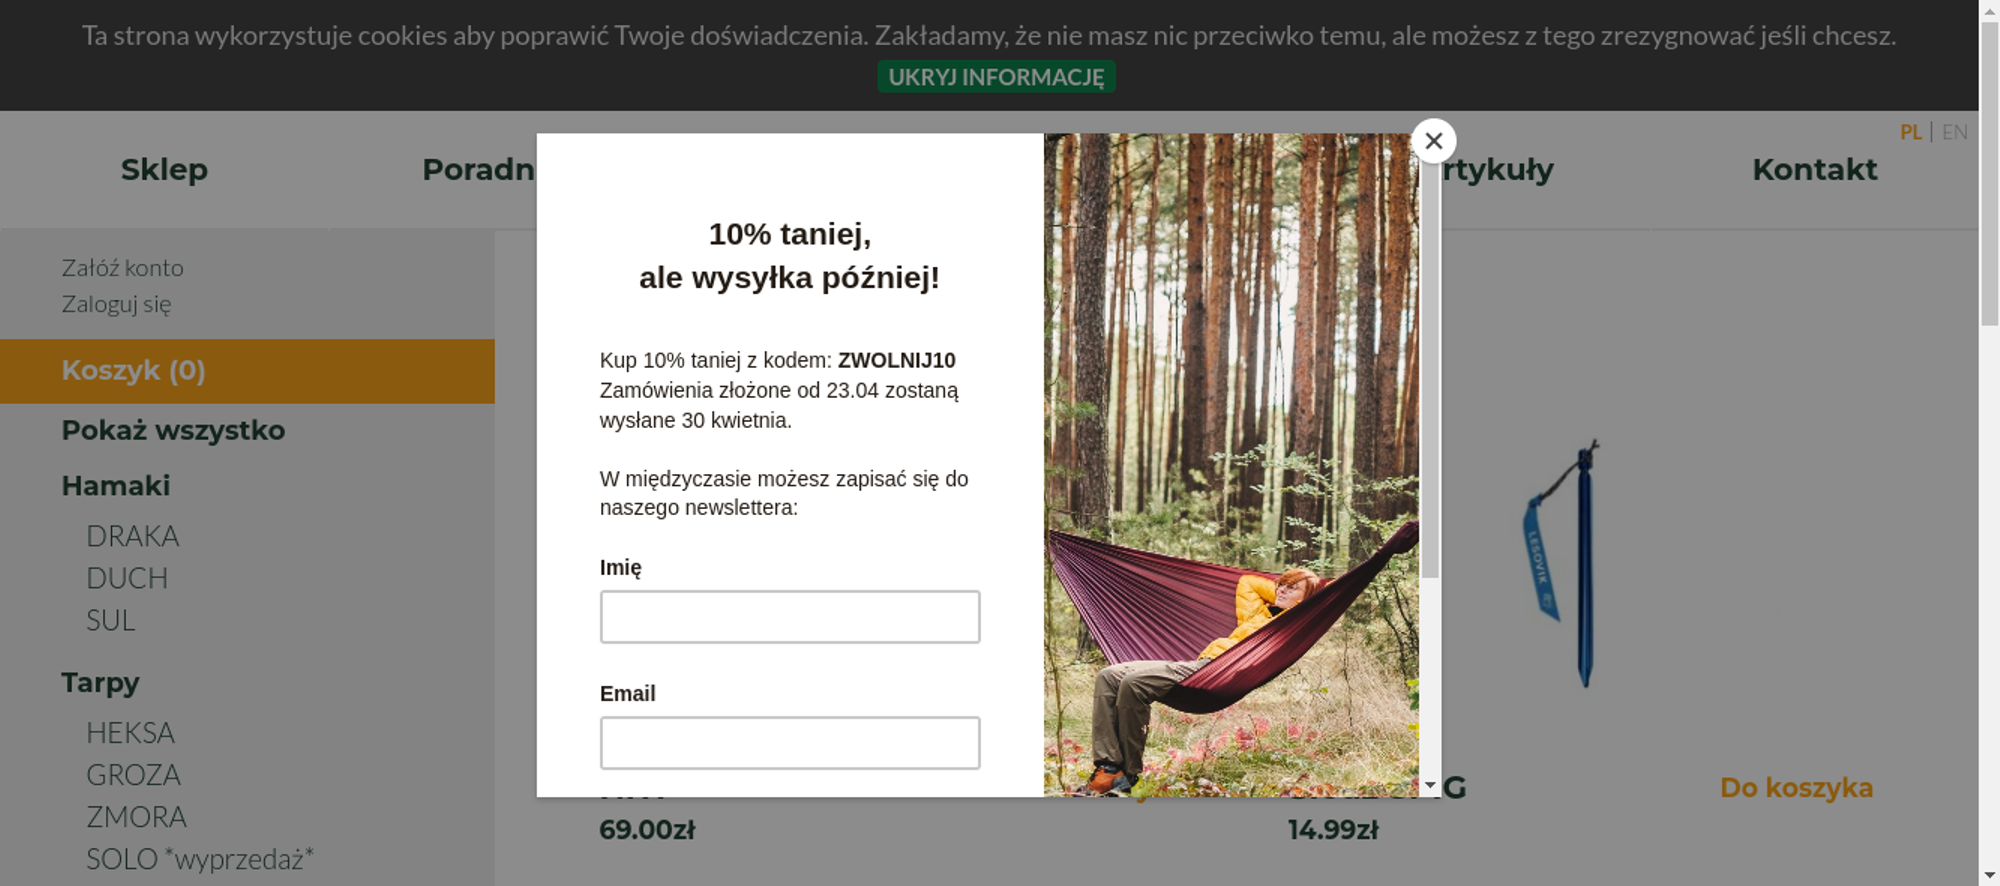 Ta strona wykorzystuje cookies aby poprawić Twoje doświadczenia. Zakładamy, że nie masz nic przeciwko temu, ale możesz z tego zrezygnować jeśli chcesz.
UKRYJ INFORMACJĘ
PL | EN
Sklep
Poradn
rtykuły
Kontakt
Załóż konto
Zaloguj się
Koszyk (0)
Pokaż wszystko
Hamaki
DRAKA
DUCH
SUL
Tarpy
HEKSA
GROZA
ZMORA
SOLO *wyprzedaż*
10% taniej,
ale wysyłka później!
Kup 10% taniej z kodem: ZWOLNIJ10
Zamówienia złożone od 23.04 zostaną
wysłane 30 kwietnia.
W międzyczasie możesz zapisać się do
naszego newslettera:
Imię
Email
LESOVIK
69.00zł
14.99zł
Do koszyka